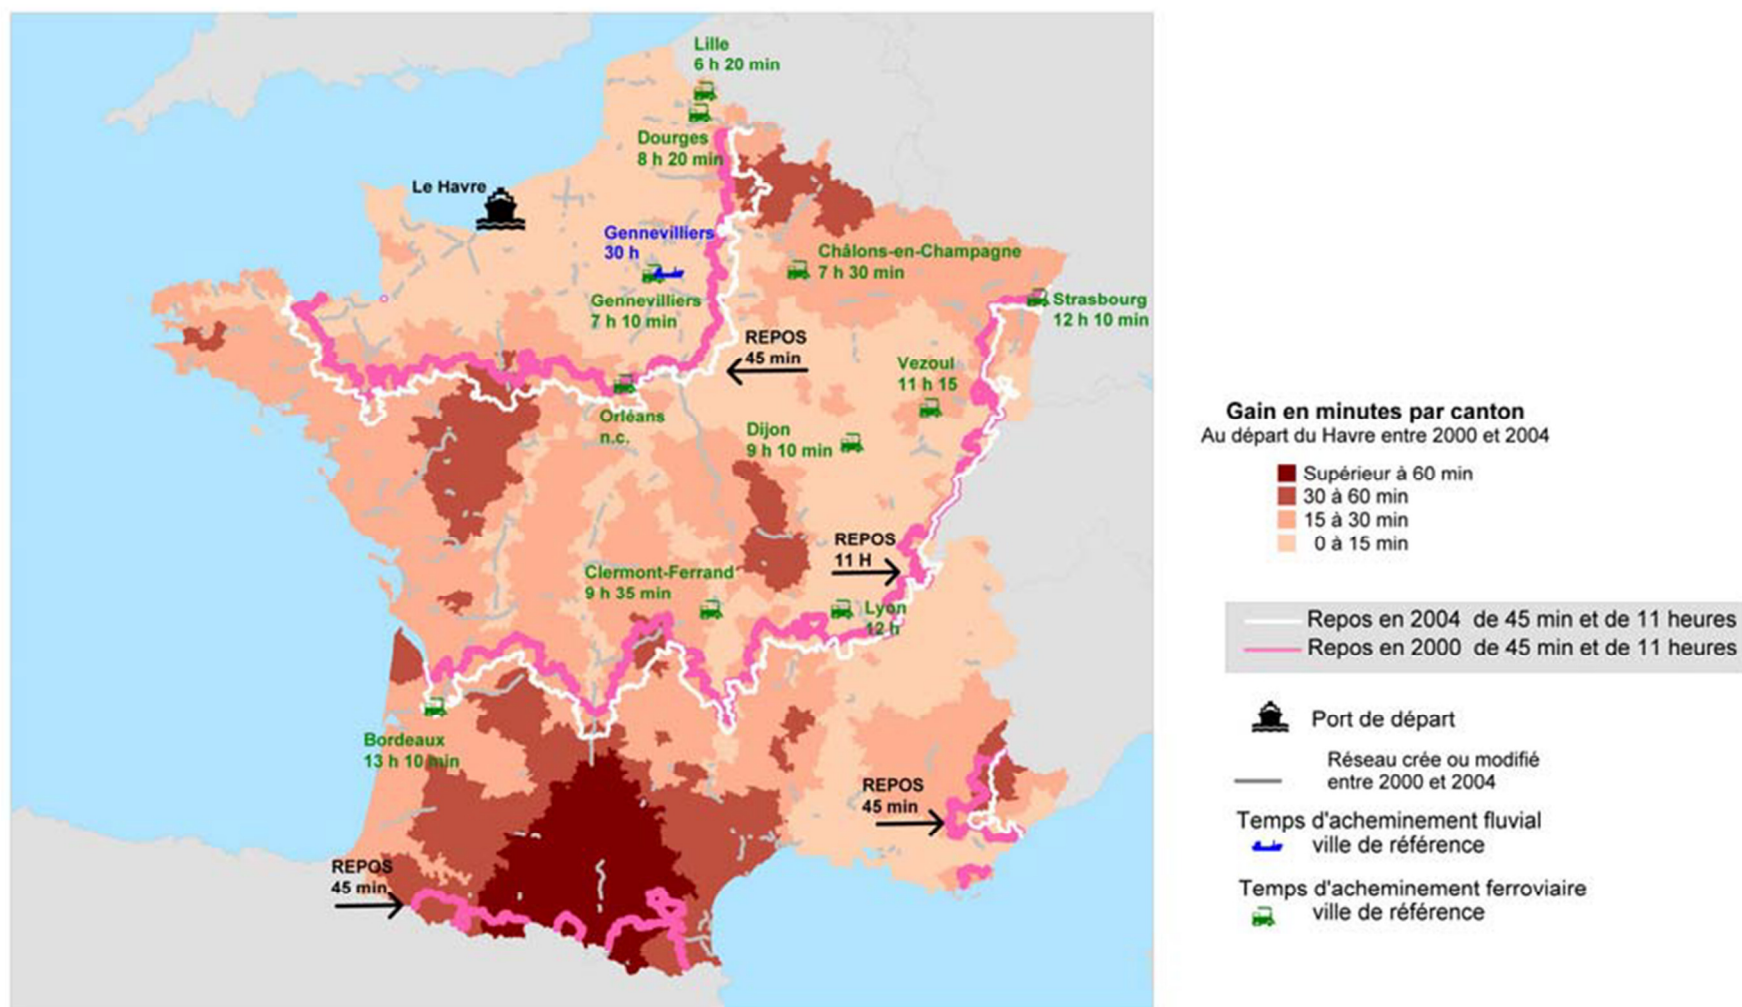 Lille
6 h 20 min
Dourges
8 h 20 min
Le Havre
Gennevilliers
30 h
Châlons-en-Champagne
7 h 30 min
Gennevilliers
7 h 10 min
Strasbourg
12 h 10 min
REPOS
45 min
Vezoul
11 h 15
Orléans
n.c.
Dijon
9 h 10 min
REPOS
11 H
Clermont-Ferrand
9 h 35 min
Lyon
12 h
Bordeaux
13 h 10 min
REPOS
45 min
REPOS
45 min
Gain en minutes par canton
Au départ du Havre entre 2000 et 2004
Supérieur à 60 min
30 à 60 min
15 à 30 min
0 à 15 min
Repos en 2004 de 45 min et de 11 heures
Repos en 2000 de 45 min et de 11 heures
Port de départ
Réseau crée ou modifié
entre 2000 et 2004
Temps d'acheminement fluvial
ville de référence
Temps d'acheminement ferroviaire
ville de référence